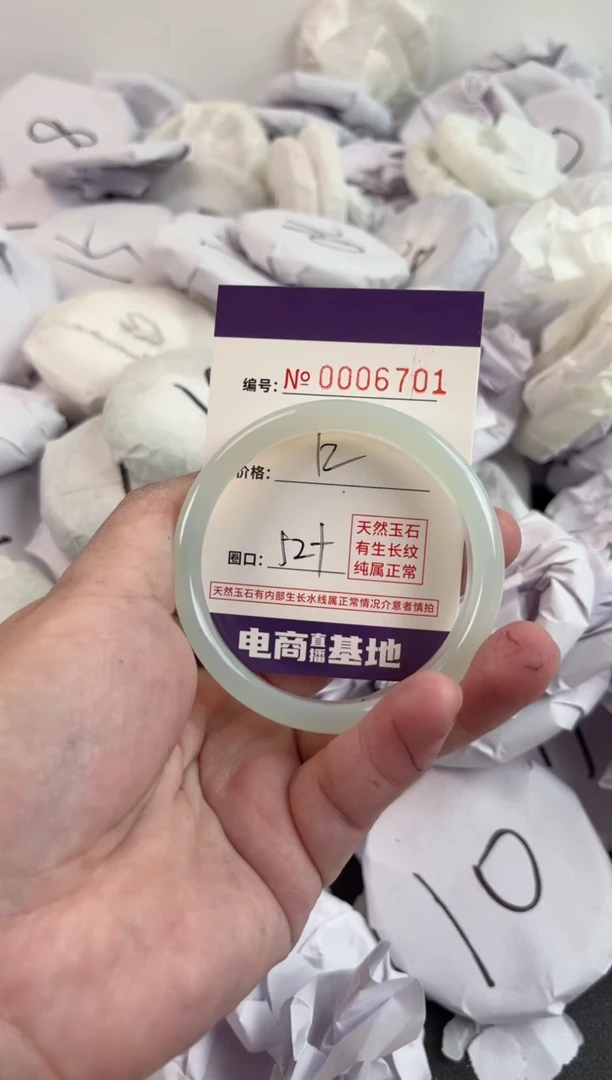 编号: № 0006701
价格: 12
圈口: 52+
天然玉石
有生长纹
纯属正常
天然玉石有内部生长水线属正常情况介意者慎拍
电商直播基地
10